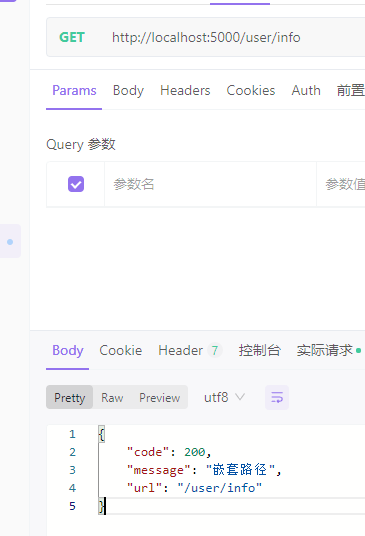 GET http://localhost:5000/user/info
Params Body Headers Cookies Auth 前置
Query 参数
参数名 参数值
Body Cookie Header 7 控制台 实际请求
Pretty Raw Preview utf8
1 {
2 "code": 200,
3 "message": "嵌套路径",
4 "url": "/user/info"
5 }